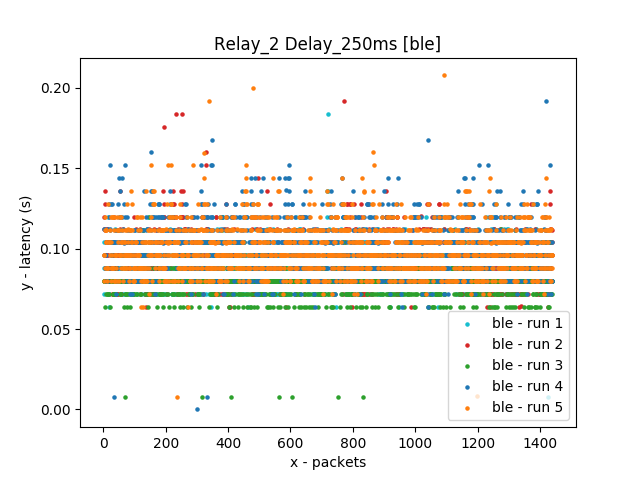 Relay_2 Delay_250ms [ble]
y - latency (s)
0.20
0.15
0.10
0.05
0.00
0 200 400 600 800 1000 1200 1400
x - packets
ble - run 1
ble - run 2
ble - run 3
ble - run 4
ble - run 5